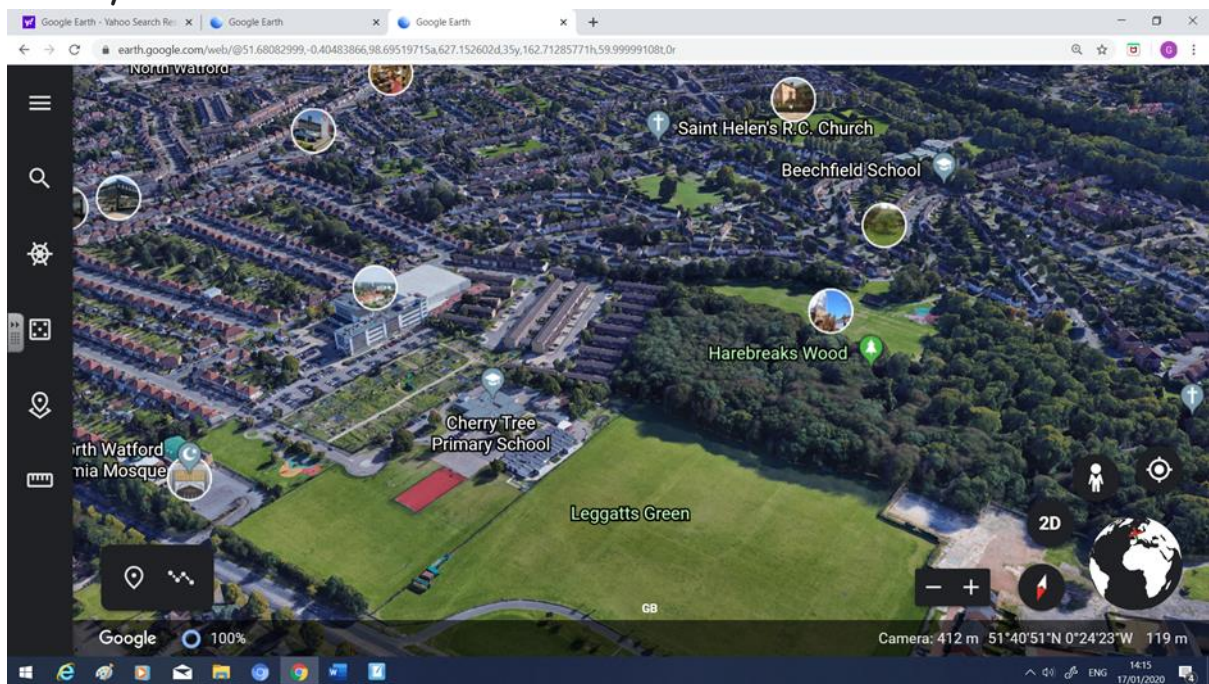 Google Earth - Yahoo Search Res
Google Earth
Google Earth
earth.google.com/web/@51.68082999,-0.40483866,98.69519715a,627.152602d,35y,162.71285771h,59.99999108t,0r
G
North Watford
Saint Helen's R.C. Church
Beechfield School
Harebreaks Wood
Cherry Tree
Primary School
rth Watford
mia Mosque
Leggatts Green
2D
GB
Google
100%
Camera: 412 m 51°40'51"N 0°24'23"W 119 m
ENG
14:15
17/01/2020
4